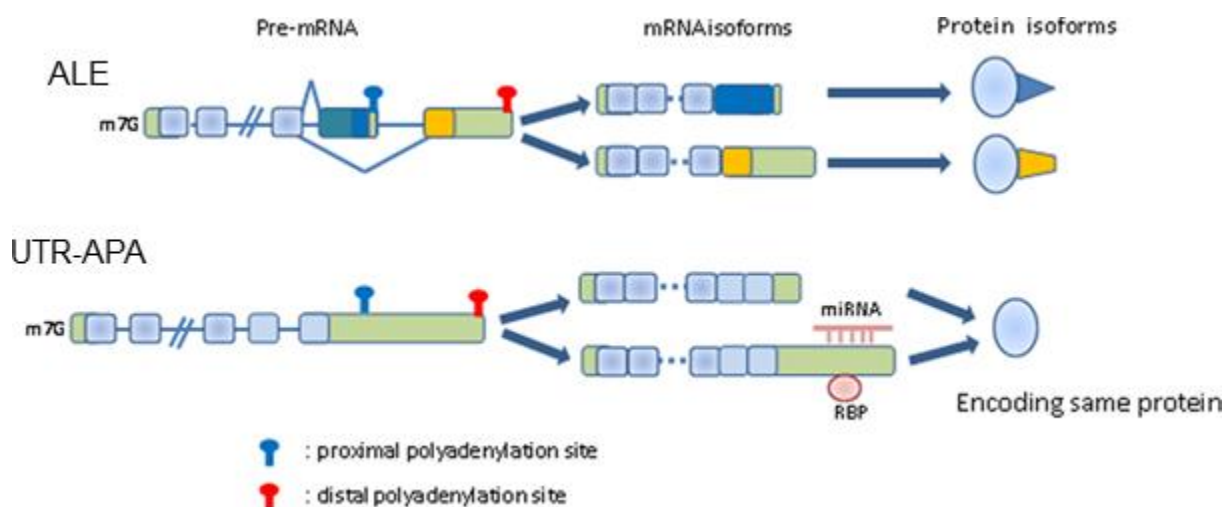 Pre-mRNA mRNAisoforms Protein isoforms
ALE
m7G
UTR-APA
m7G
miRNA
RBP
Encoding same protein
: proximal polyadenylation site
: distal polyadenylation site